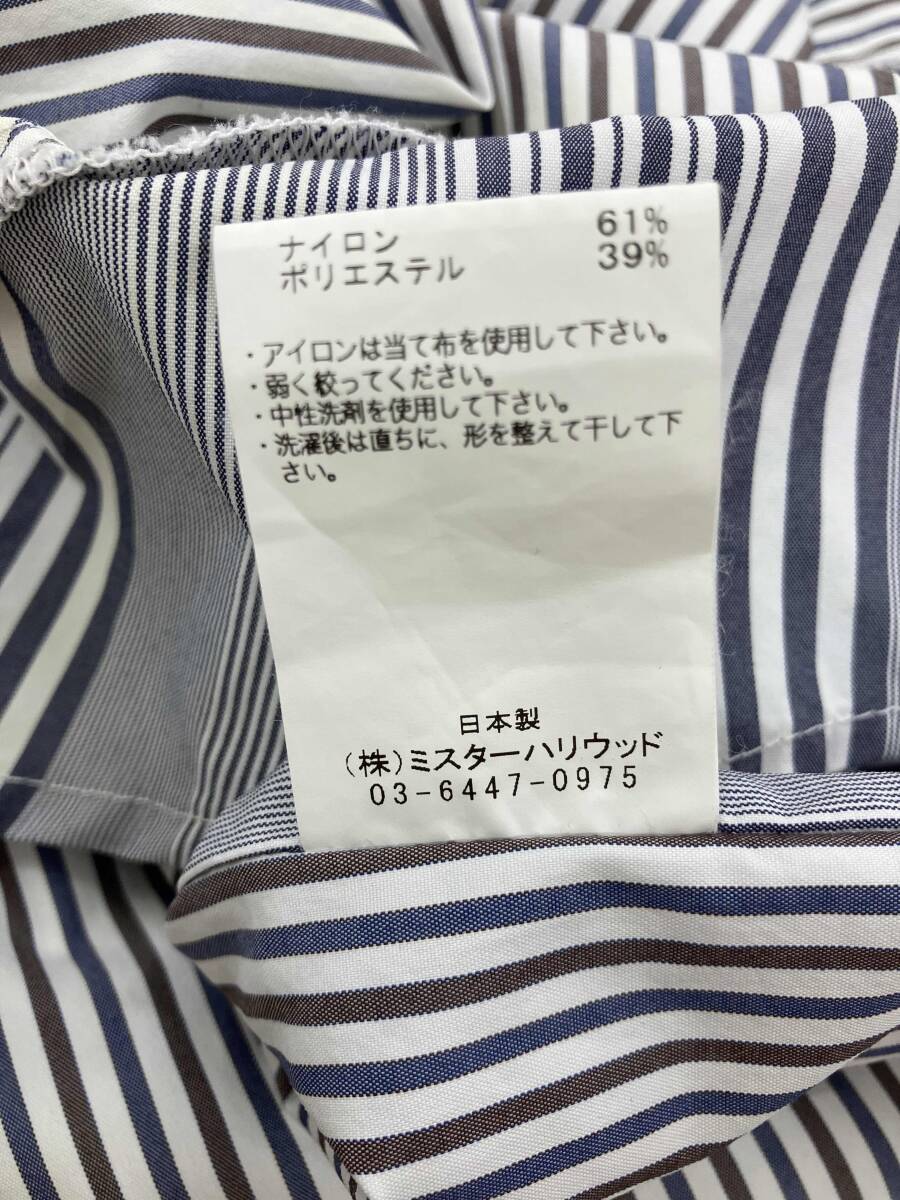 ナイロン 61%
ポリエステル 39%
・アイロンは当て布を使用して下さい。
・弱く絞ってください。
・中性洗剤を使用して下さい。
・洗濯後は直ちに、形を整えて干して下
さい。
日本製
(株)ミスターハリウッド
03-6447-0975